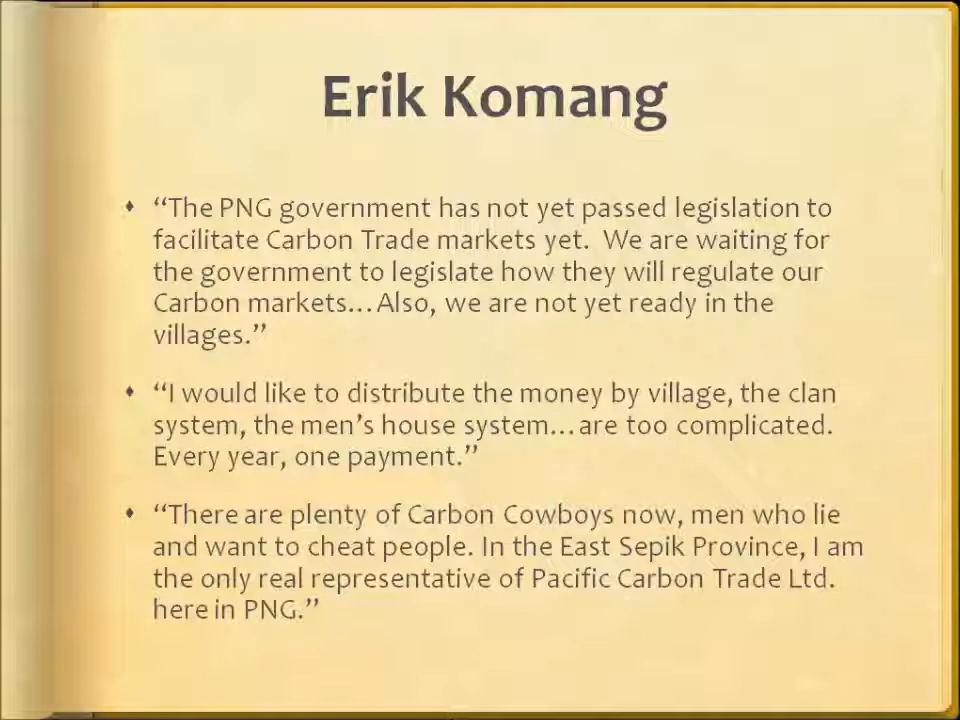 Erik Komang
“The PNG government has not yet passed legislation to
facilitate Carbon Trade markets yet.  We are waiting for
the government to legislate how they will regulate our
Carbon markets…Also, we are not yet ready in the
villages.”
“I would like to distribute the money by village, the clan
system, the men’s house system…are too complicated.
Every year, one payment.”
“There are plenty of Carbon Cowboys now, men who lie
and want to cheat people. In the East Sepik Province, I am
the only real representative of Pacific Carbon Trade Ltd.
here in PNG.”